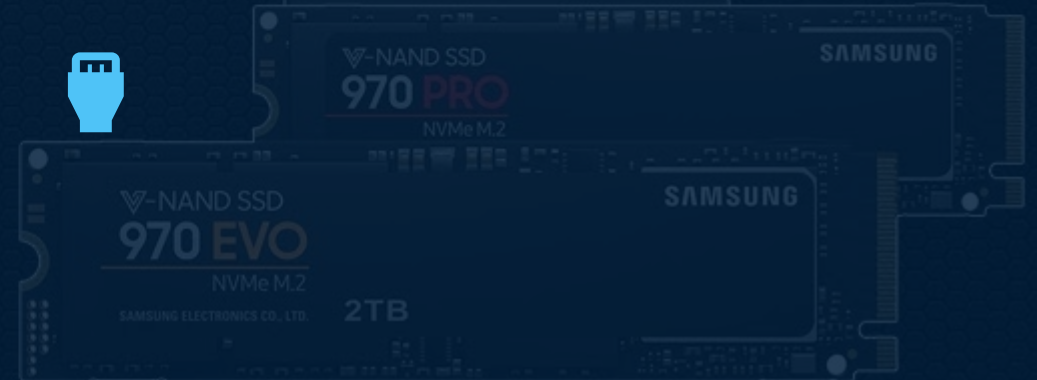 V-NAND SSD
970 PRO
NVMe M.2
SAMSUNG
V-NAND SSD
970 EVO
NVMe M.2
SAMSUNG ELECTRONICS CO., LTD.
2TB
SAMSUNG